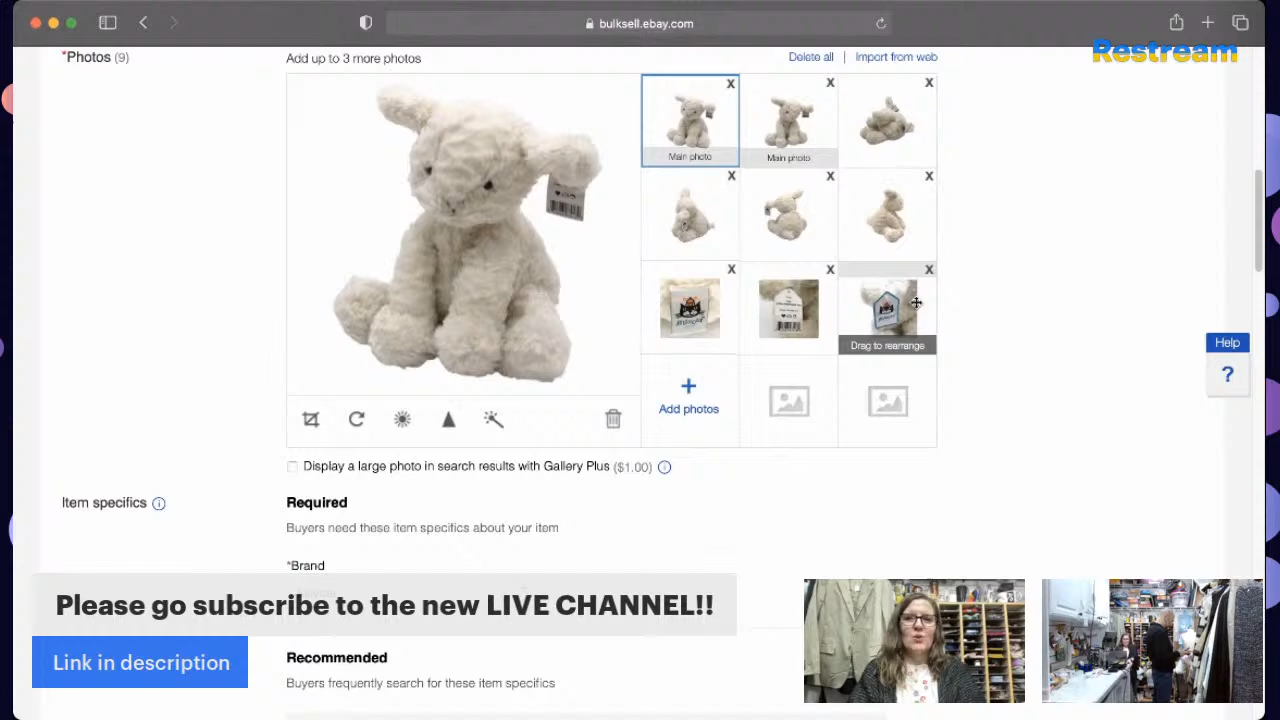 bulksell.ebay.com
Restream
*Photos (9)
Add up to 3 more photos
Delete all | Import from web
X X X
Main photo
Main photo
X X X
X X X
Drag to rearrange
+
Add photos
Help
?
Display a large photo in search results with Gallery Plus ($1.00)
Item specifics
Required
Buyers need these item specifics about your item
*Brand
Please go subscribe to the new LIVE CHANNEL!!
Link in description
Recommended
Buyers frequently search for these item specifics